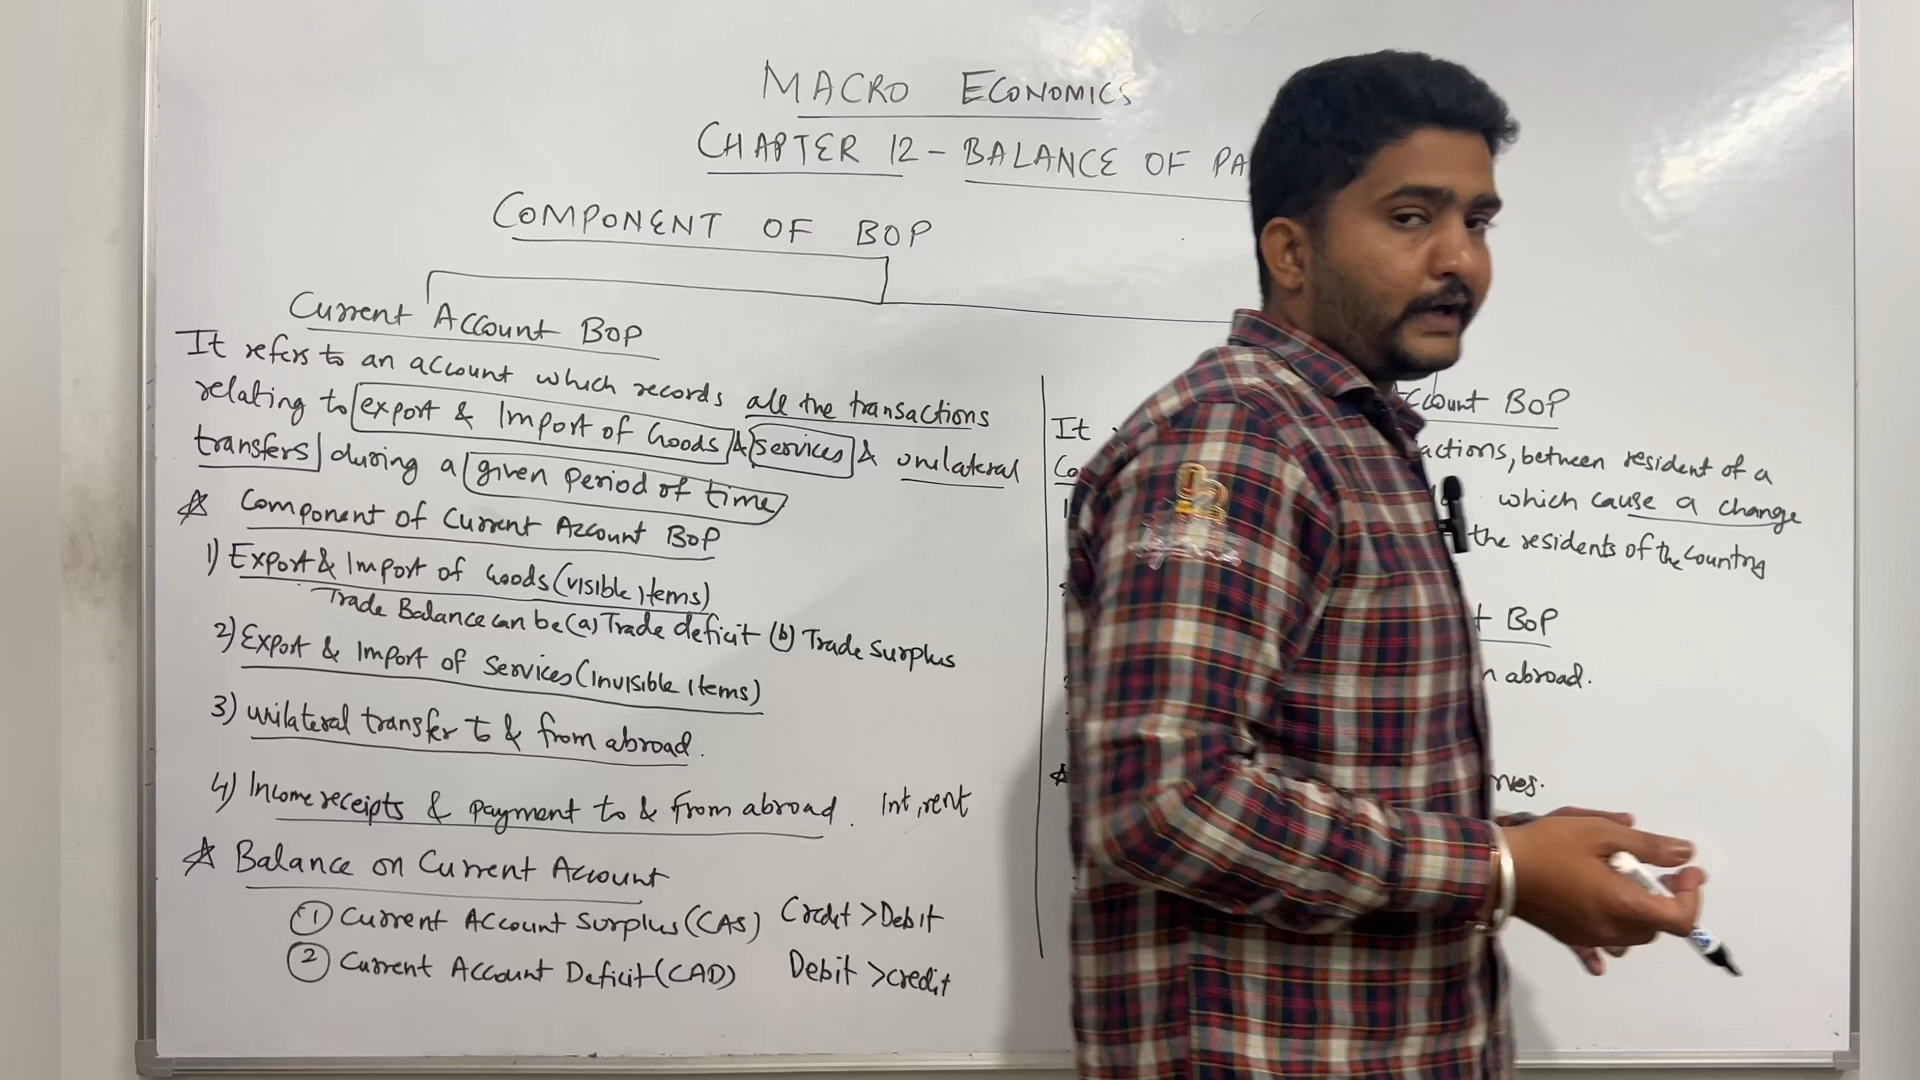 MACRO ECONOMICS
CHAPTER 12 - BALANCE OF PA
COMPONENT OF BOP
Current Account BOP
It refers to an account which records all the transactions
relating to export & Import of Goods & services & unilateral
transfers during a given period of time
☆ Component of Current Account BOP
1) Export & Import of Goods (visible items)
Trade Balance can be (a) Trade deficit (b) Trade surplus
2) Export & Import of Services (invisible items)
3) unilateral transfer to & from abroad.
4) Income receipts & payment to & from abroad. Int, rent
☆ Balance on Current Account
① Current Account Surplus (CAS) Credit > Debit
② Current Account Deficit (CAD) Debit > credit
ccount BOP
It
actions, between resident of a
Ca
which cause a change
the residents of the country
BOP
abroad.